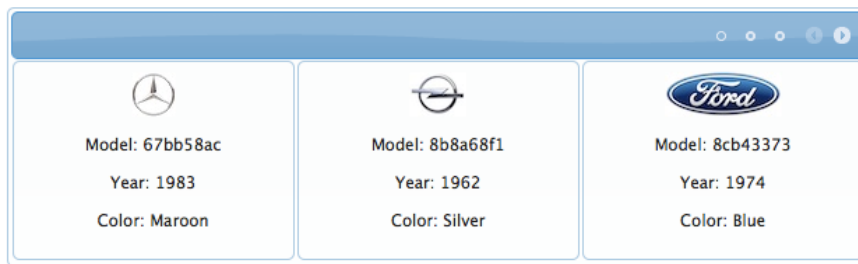 Ford
Model: 67bb58ac
Model: 8b8a68f1
Model: 8cb43373
Year: 1983
Year: 1962
Year: 1974
Color: Maroon
Color: Silver
Color: Blue